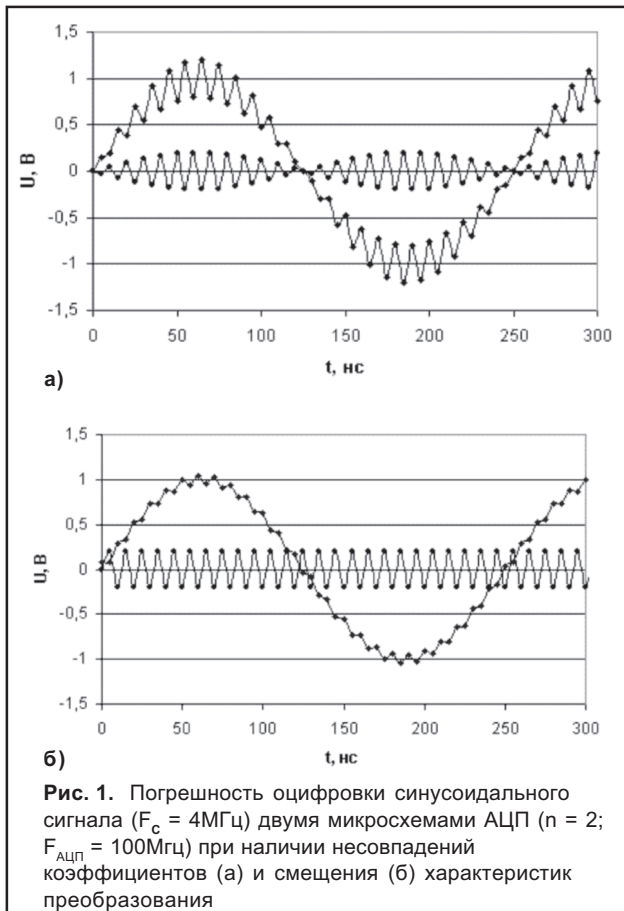 1,5
1
0,5
0
-0,5
-1
-1,5
U, В
0
50
100
150
200
250
300
t, нс
а)
1,5
1
0,5
0
-0,5
-1
-1,5
U, В
0
50
100
150
200
250
300
t, нс
б)
Рис. 1. Погрешность оцифровки синусоидального
сигнала (Fс = 4МГц) двумя микросхемами АЦП (n = 2;
FАЦП = 100Мгц) при наличии несовпадений
коэффициентов (а) и смещения (б) характеристик
преобразования